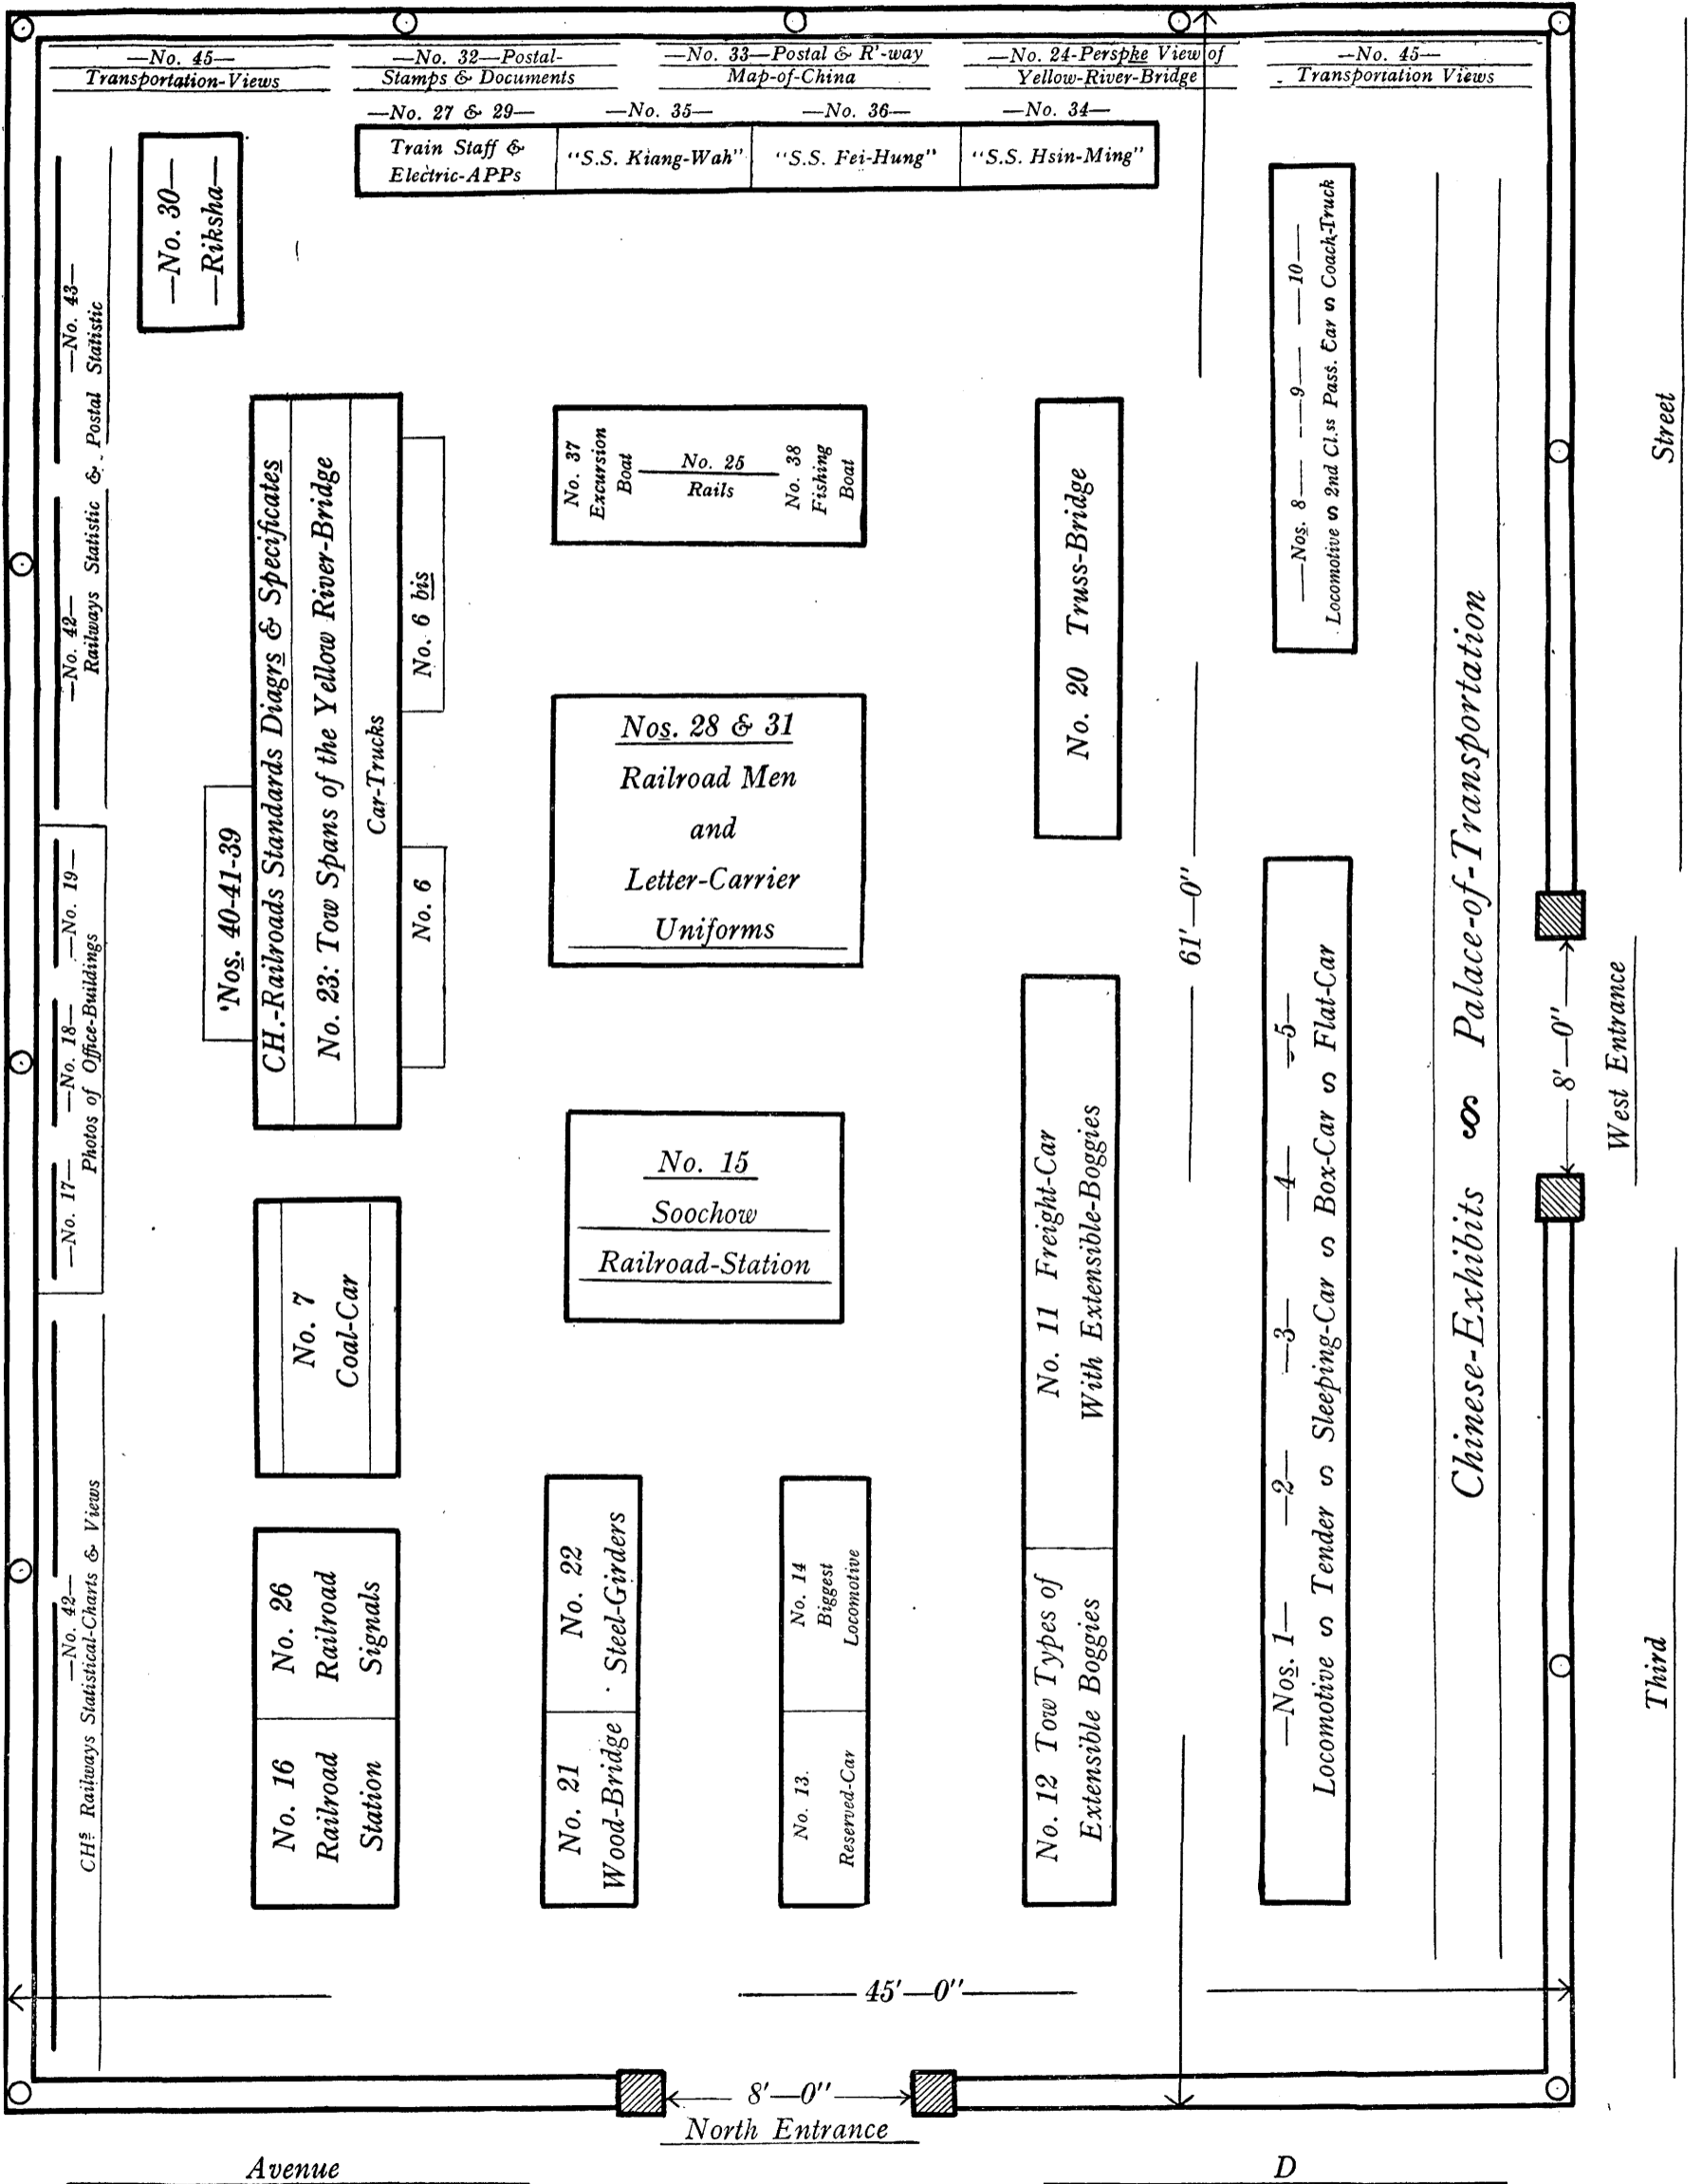 —No. 45—
Transportation-Views
—No. 32—Postal-
Stamps & Documents
—No. 33—Postal & R'-way
Map-of-China
—No. 24-Perspke View of
Yellow-River-Bridge
—No. 45—
Transportation Views
—No. 27 & 29—
Train Staff &
Electric-APPs
—No. 35—
"S.S. Kiang-Wah"
—No. 36—
"S.S. Fei-Hung"
—No. 34—
"S.S. Hsin-Ming"
—No. 30—
—Riksha—
—No. 42— —No. 43—
Railways Statistic & Postal Statistic
—No. 17— —No. 18— —No. 19—
Photos of Office-Buildings
—No. 42—
CHs Railways Statistical-Charts & Views
Nos. 40-41-39
CH.-Railroads Standards Diagrs & Specificates
No. 23: Tow Spans of the Yellow River-Bridge
Car-Trucks
No. 6
No. 6 bis
No. 37
Excursion
Boat
No. 25
Rails
No. 38
Fishing
Boat
Nos. 28 & 31
Railroad Men
and
Letter-Carrier
Uniforms
No. 20 Truss-Bridge
—Nos. 8— —9— —10—
Locomotive S 2nd Cl.ss Pass. Car S Coach-Truck
No. 7
Coal-Car
No. 15
Soochow
Railroad-Station
No. 11 Freight-Car
With Extensible-Boggies
No. 12 Tow Types of
Extensible Boggies
—Nos. 1— —2— —3— —4— —5—
Locomotive S Tender S Sleeping-Car S Box-Car S Flat-Car
No. 16
Railroad
Station
No. 26
Railroad
Signals
No. 21
Wood-Bridge
No. 22
Steel-Girders
No. 13.
Reserved-Car
No. 14
Biggest
Locomotive
Chinese-Exhibits S Palace-of-Transportation
61'—0"
45'—0"
8'—0"
West Entrance
Third Street
8'—0"
North Entrance
Avenue D